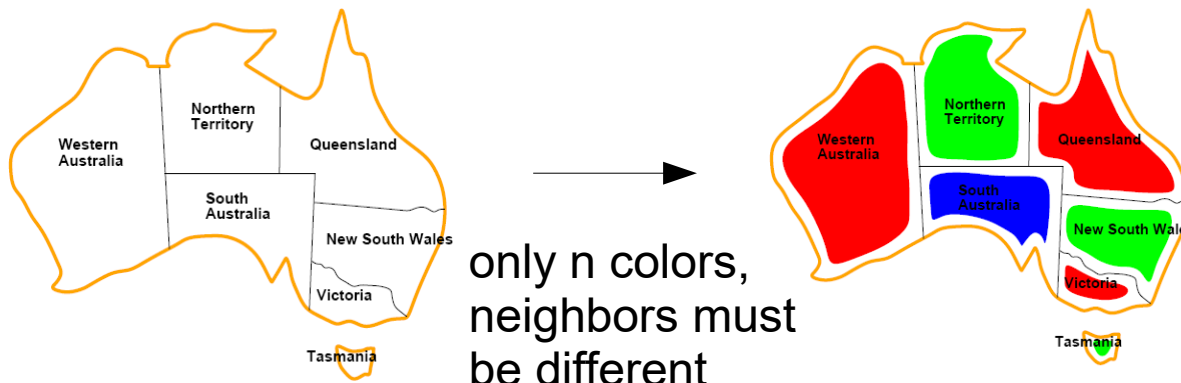 Northern
Territory
Western
Australia
Queensland
South
Australia
New South Wales
Victoria
Tasmania
only n colors,
neighbors must
be different
Northern
Territory
Western
Australia
Queensland
South
Australia
New South Wale
Victoria
Tasmania